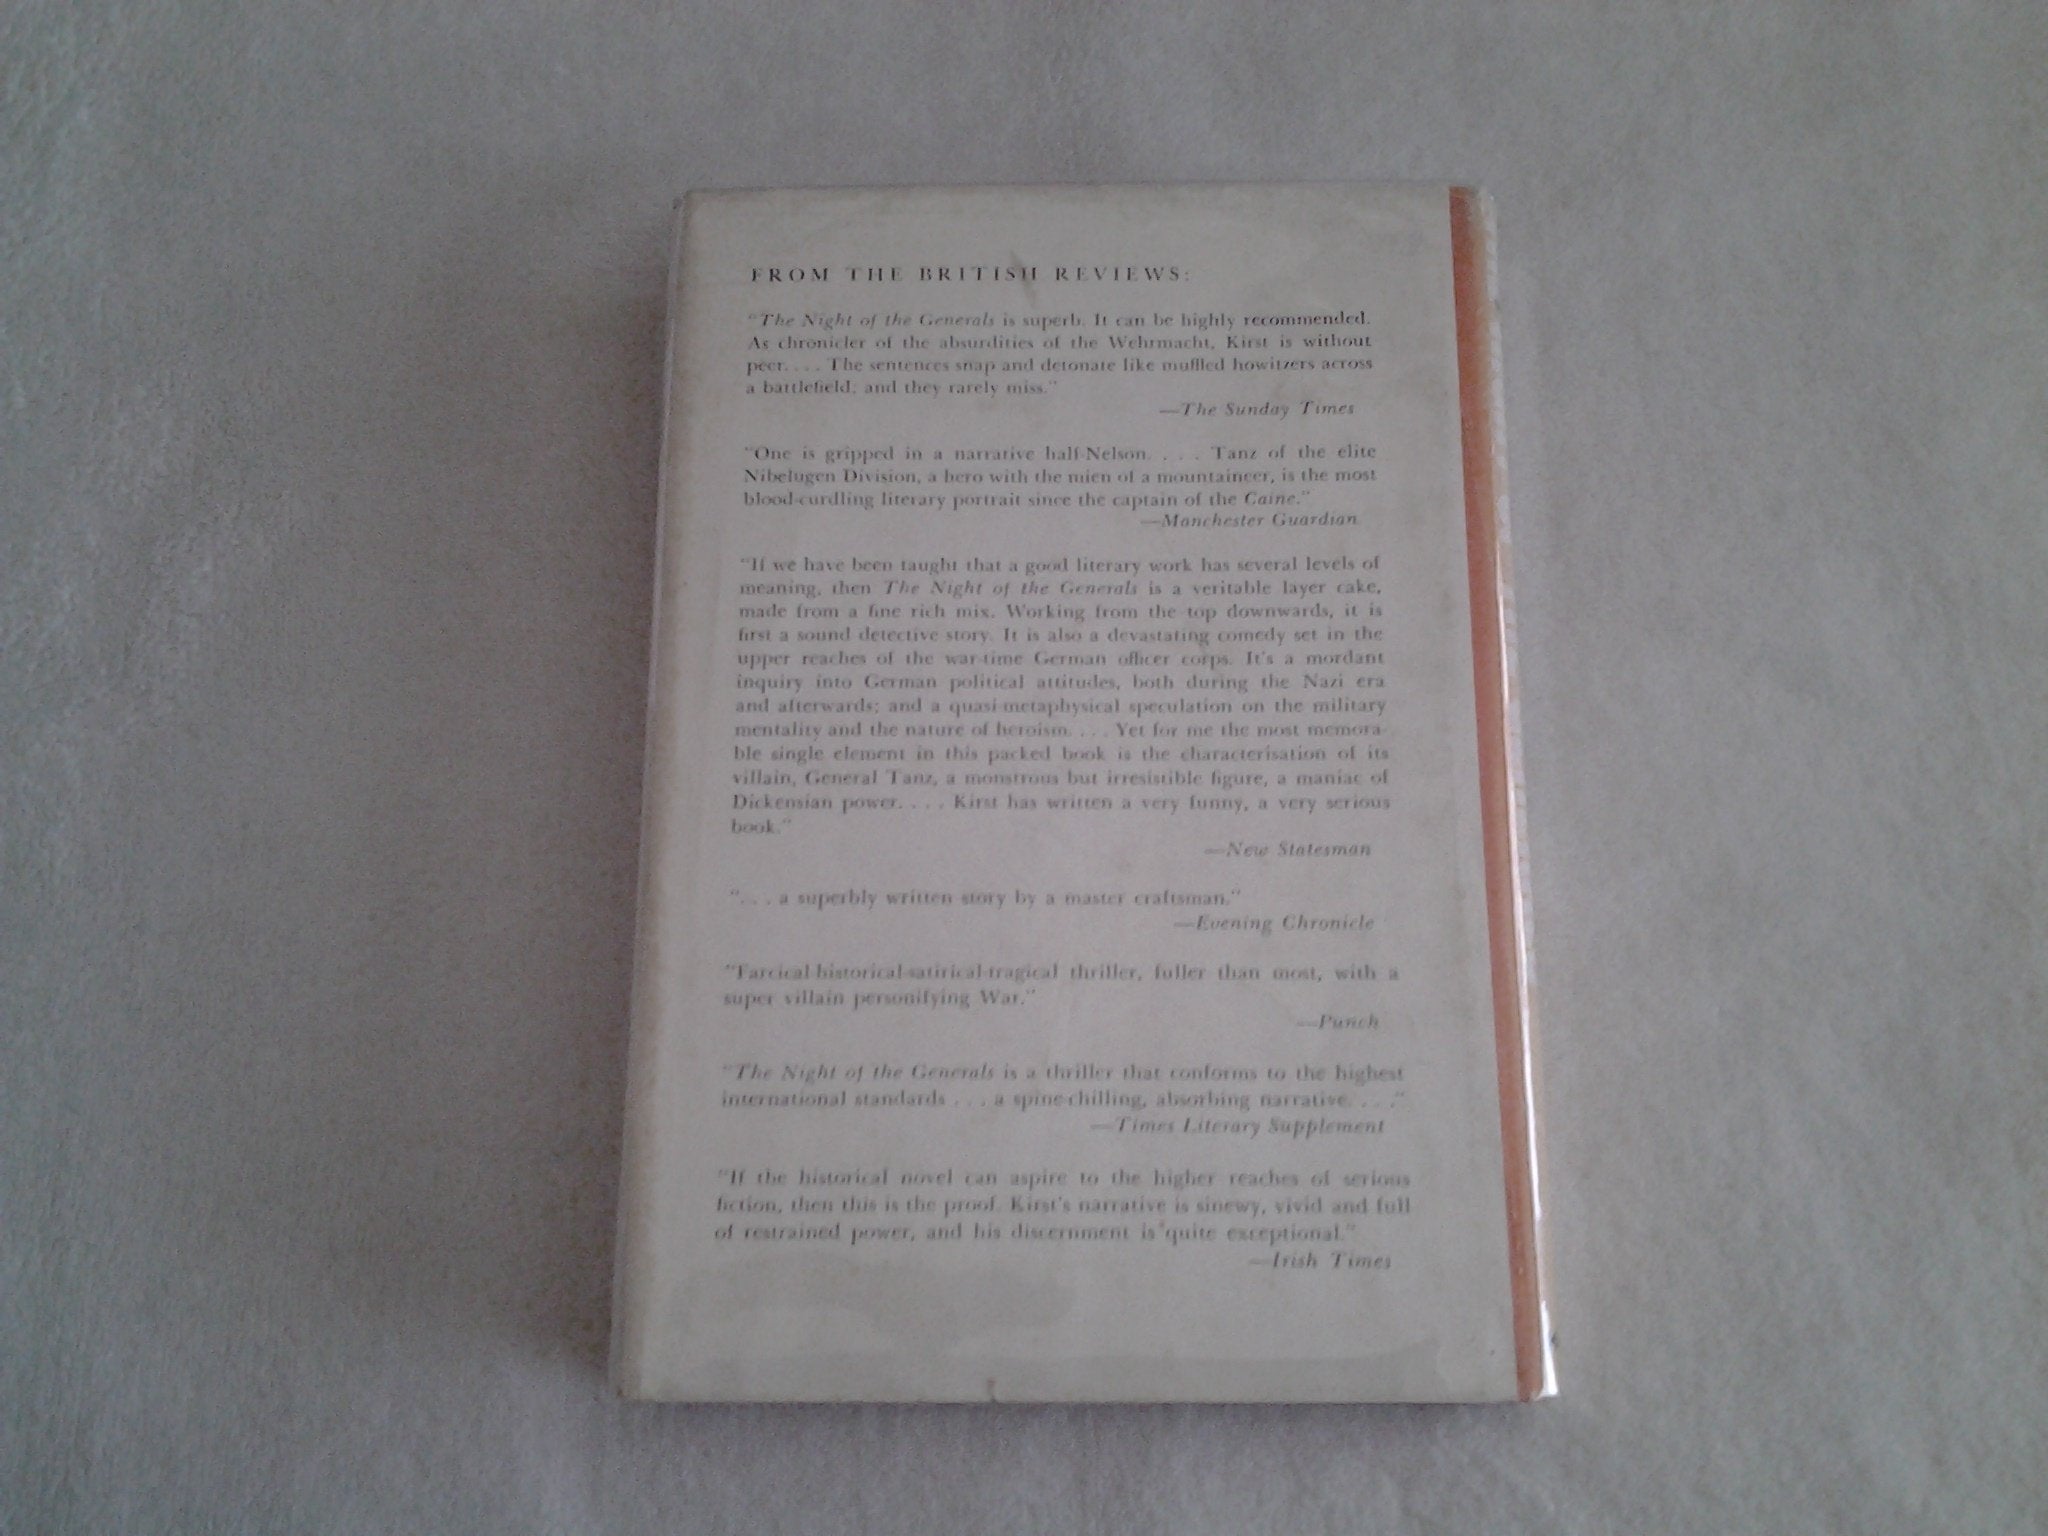 FROM THE BRITISH REVIEWS:
"The Night of the Generals is superb. It can be highly recommended.
As chronicler of the absurdities of the Wehrmacht, Kirst is without
peer. . . . The sentences snap and detonate like muffled howitzers across
a battlefield, and they rarely miss."
—The Sunday Times
"One is gripped in a narrative half-Nelson. . . . Tanz of the elite
Nibelugen Division, a hero with the mien of a mountaineer, is the most
blood-curdling literary portrait since the captain of the Caine."
—Manchester Guardian
"If we have been taught that a good literary work has several levels of
meaning, then The Night of the Generals is a veritable layer cake,
made from a fine rich mix. Working from the top downwards, it is
first a sound detective story. It is also a devastating comedy set in the
upper reaches of the war-time German officer corps. It's a mordant
inquiry into German political attitudes, both during the Nazi era
and afterwards; and a quasi-metaphysical speculation on the military
mentality and the nature of heroism. . . . Yet for me the most memora-
ble single element in this packed book is the characterisation of its
villain, General Tanz, a monstrous but irresistible figure, a maniac of
Dickensian power. . . . Kirst has written a very funny, a very serious
book."
—New Statesman
". . . a superbly written story by a master craftsman."
—Evening Chronicle
"Farcical-historical-satirical-tragical thriller, fuller than most, with a
super villain personifying War."
—Punch
"The Night of the Generals is a thriller that conforms to the highest
international standards . . . a spine-chilling, absorbing narrative. . . ."
—Times Literary Supplement
"If the historical novel can aspire to the higher reaches of serious
fiction, then this is the proof. Kirst's narrative is sinewy, vivid and full
of restrained power, and his discernment is quite exceptional."
—Irish Times